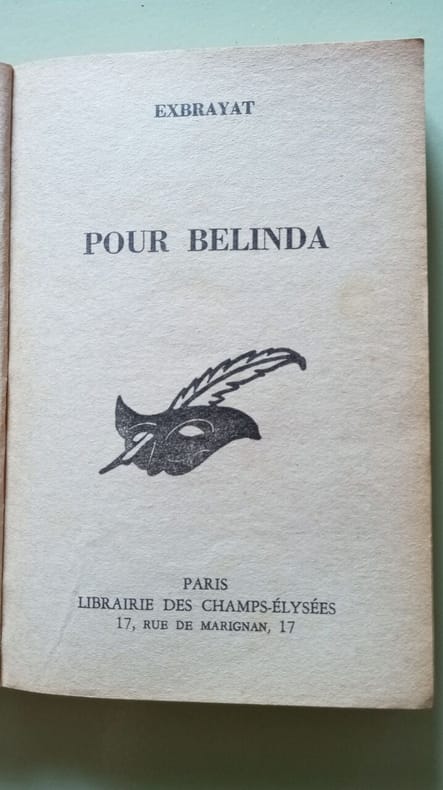 EXBRAYAT
POUR BELINDA
PARIS
LIBRAIRIE DES CHAMPS-ÉLYSÉES
17, RUE DE MARIGNAN, 17